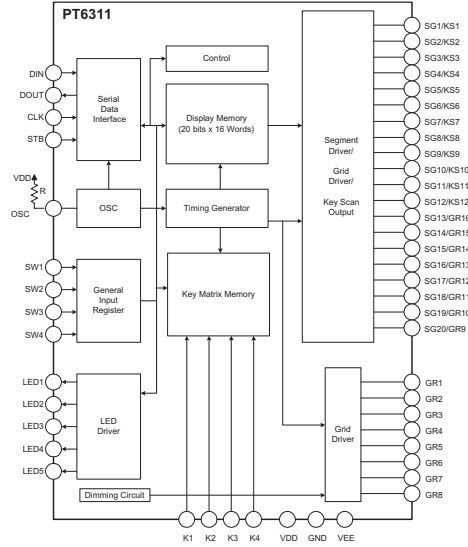 PT6311
DIN
DOUT
CLK
STB
VDD
R
OSC
SW1
SW2
SW3
SW4
LED1
LED2
LED3
LED4
LED5
Serial
Data
Interface
OSC
General
Input
Register
LED
Driver
Dimming Circuit
Control
Display Memory
(20 bits x 16 Words)
Timing Generator
Key Matrix Memory
Segment
Driver/
Grid
Driver/
Key Scan
Output
Grid
Driver
SG1/KS1
SG2/KS2
SG3/KS3
SG4/KS4
SG5/KS5
SG6/KS6
SG7/KS7
SG8/KS8
SG9/KS9
SG10/KS10
SG11/KS11
SG12/KS12
SG13/GR16
SG14/GR15
SG15/GR14
SG16/GR13
SG17/GR12
SG18/GR11
SG19/GR10
SG20/GR9
GR1
GR2
GR3
GR4
GR5
GR6
GR7
GR8
K1 K2 K3 K4 VDD GND VEE